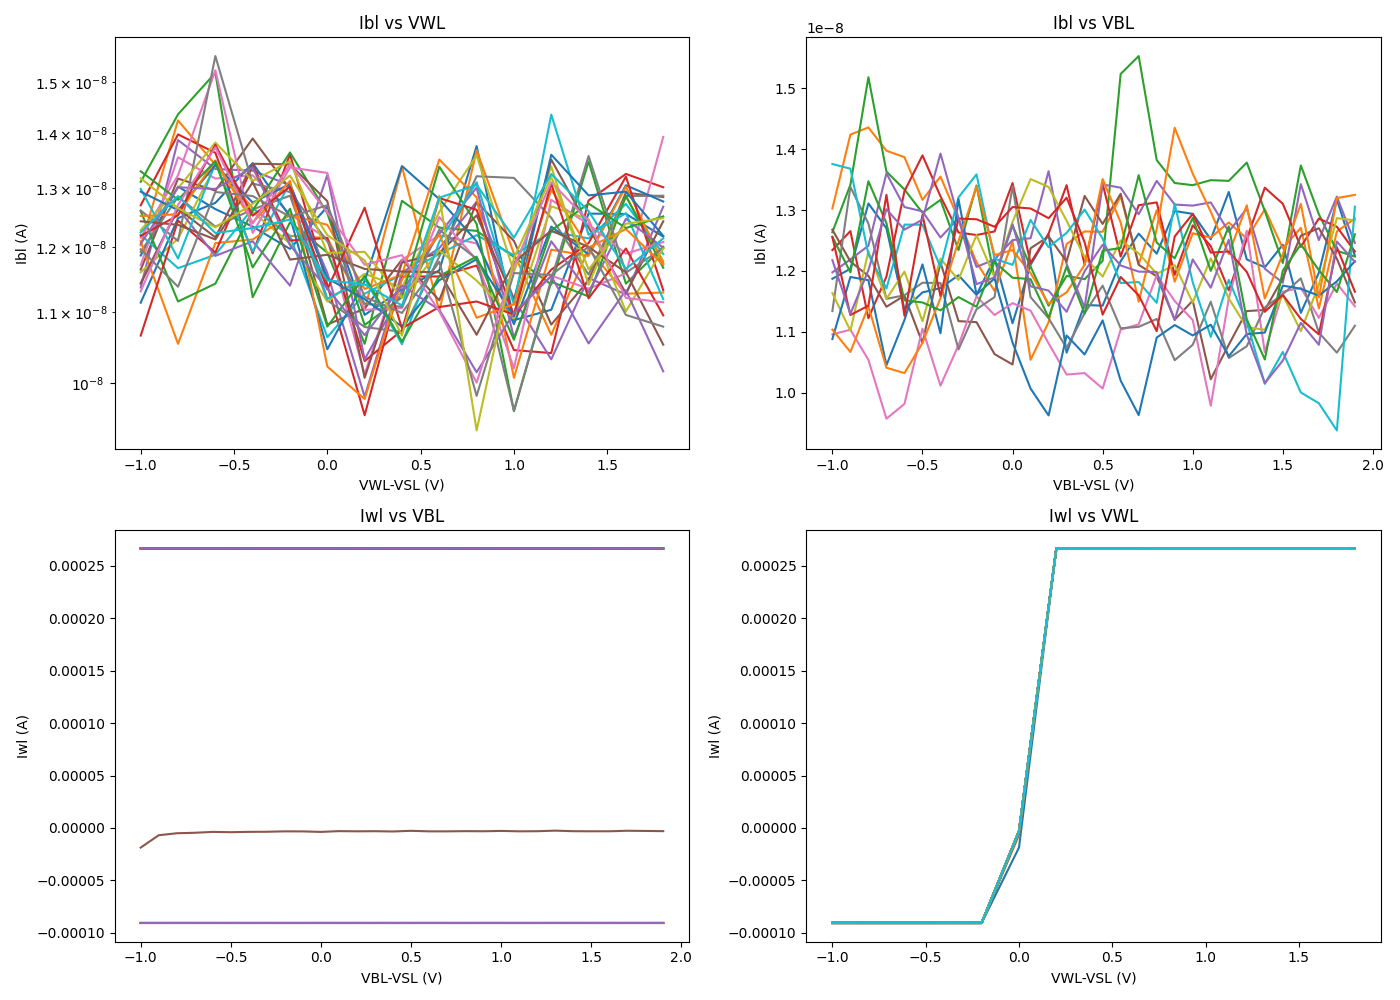 Ibl vs VWL
1.5 × 10⁻⁸
1.4 × 10⁻⁸
1.3 × 10⁻⁸
1.2 × 10⁻⁸
1.1 × 10⁻⁸
10⁻⁸
Ibl (A)
−1.0 −0.5 0.0 0.5 1.0 1.5
VWL-VSL (V)
Ibl vs VBL
1e−8
1.5
1.4
1.3
1.2
1.1
1.0
Ibl (A)
−1.0 −0.5 0.0 0.5 1.0 1.5 2.0
VBL-VSL (V)
Iwl vs VBL
0.00025
0.00020
0.00015
0.00010
0.00005
0.00000
−0.00005
−0.00010
Iwl (A)
−1.0 −0.5 0.0 0.5 1.0 1.5 2.0
VBL-VSL (V)
Iwl vs VWL
0.00025
0.00020
0.00015
0.00010
0.00005
0.00000
−0.00005
−0.00010
Iwl (A)
−1.0 −0.5 0.0 0.5 1.0 1.5
VWL-VSL (V)